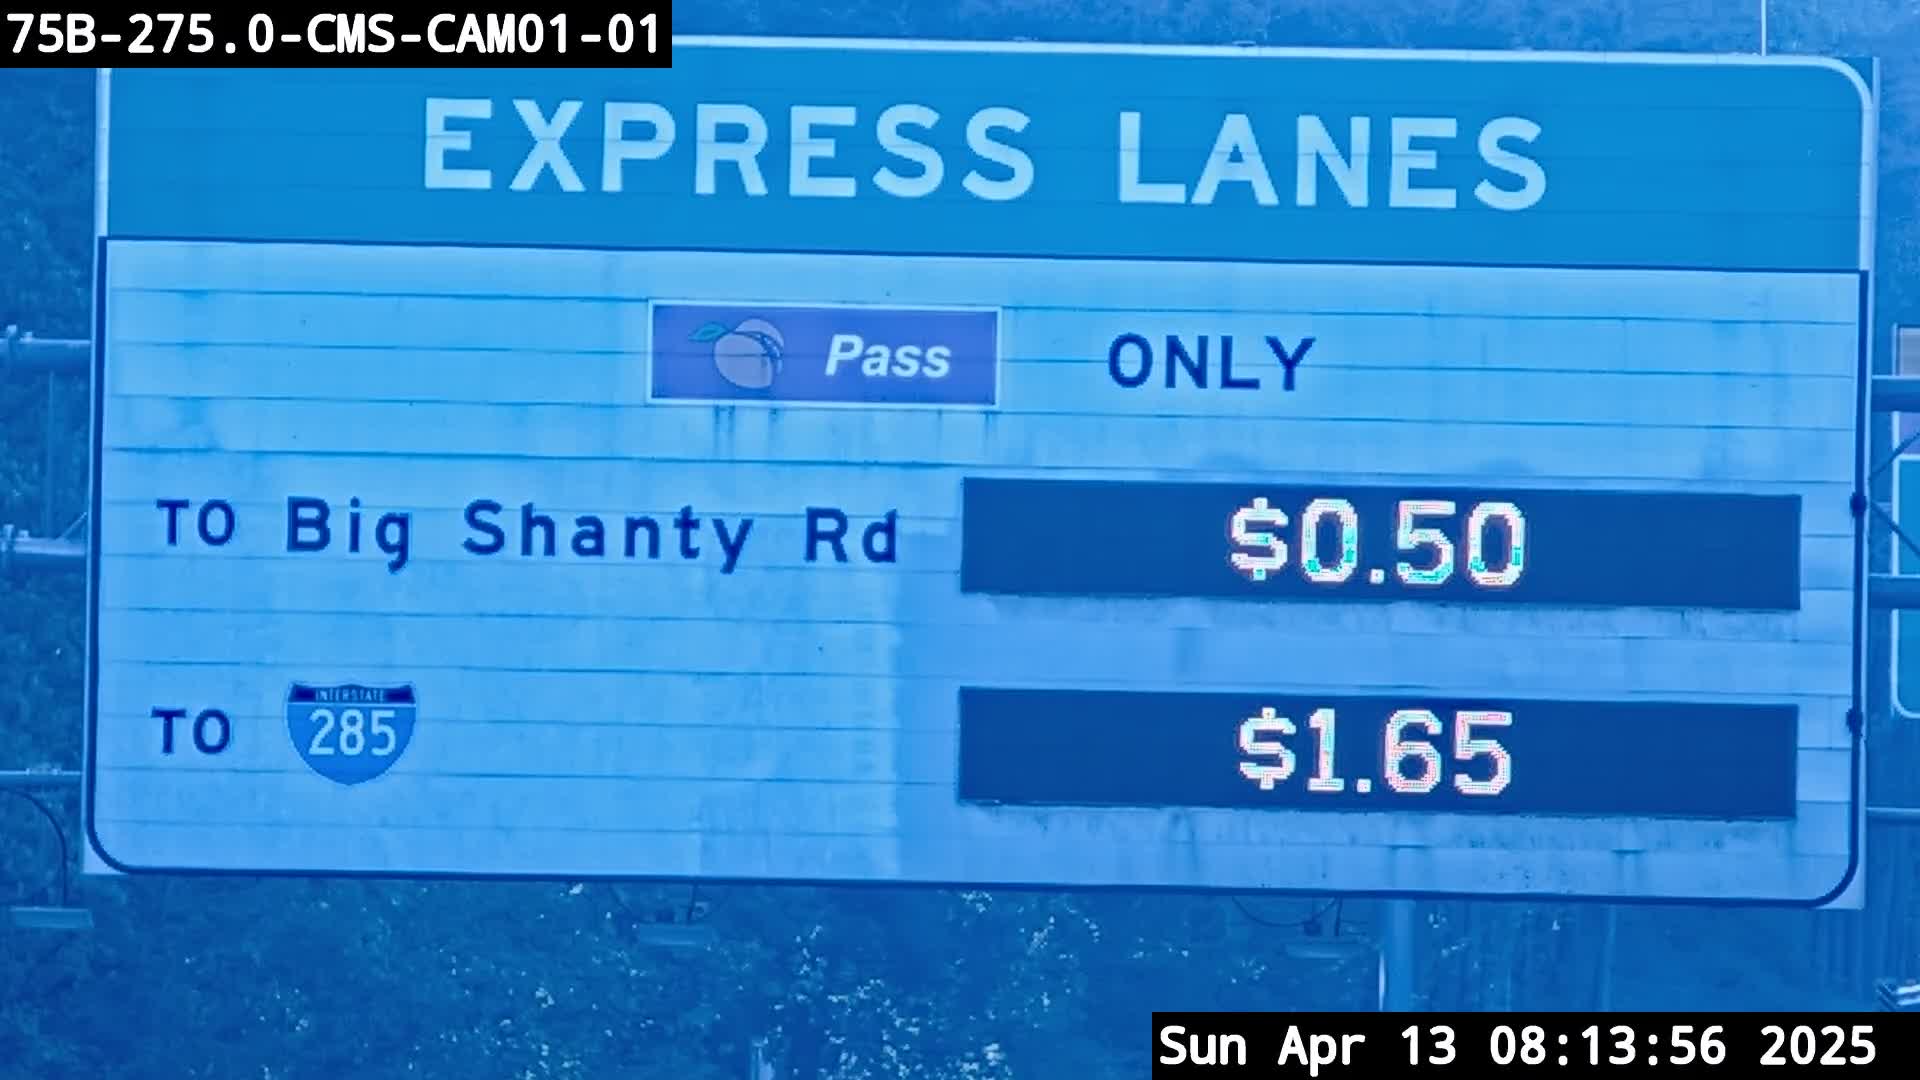 75B-275.0-CMS-CAM01-01
EXPRESS LANES
Pass ONLY
TO Big Shanty Rd $0.50
TO INTERSTATE 285 $1.65
Sun Apr 13 08:13:56 2025